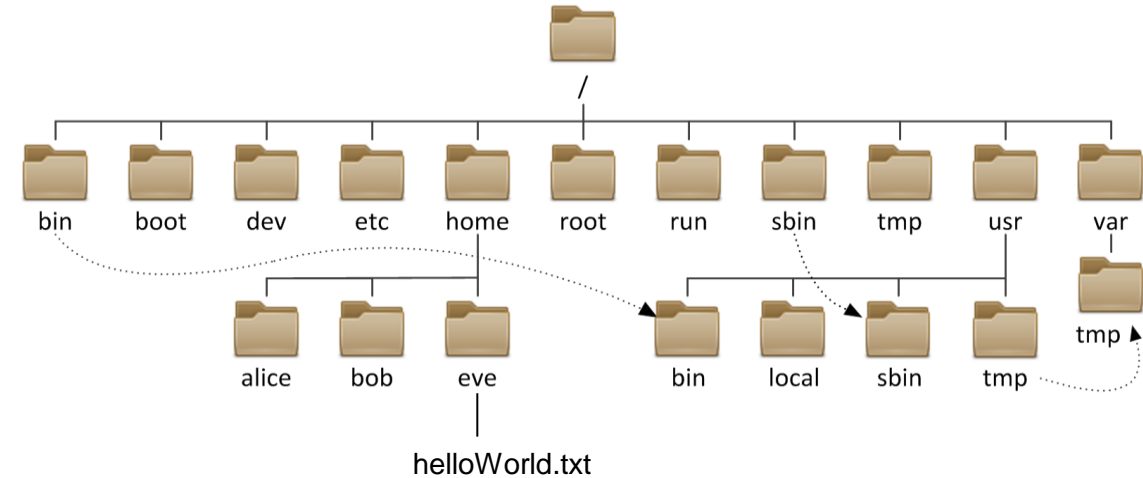 /
bin boot dev etc home root run sbin tmp usr var
tmp
alice bob eve bin local sbin tmp
helloWorld.txt